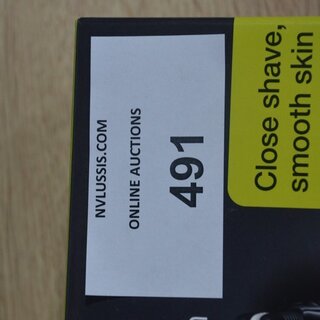 NVLUSSIS.COM
ONLINE AUCTIONS
491
Close shave,
smooth skin